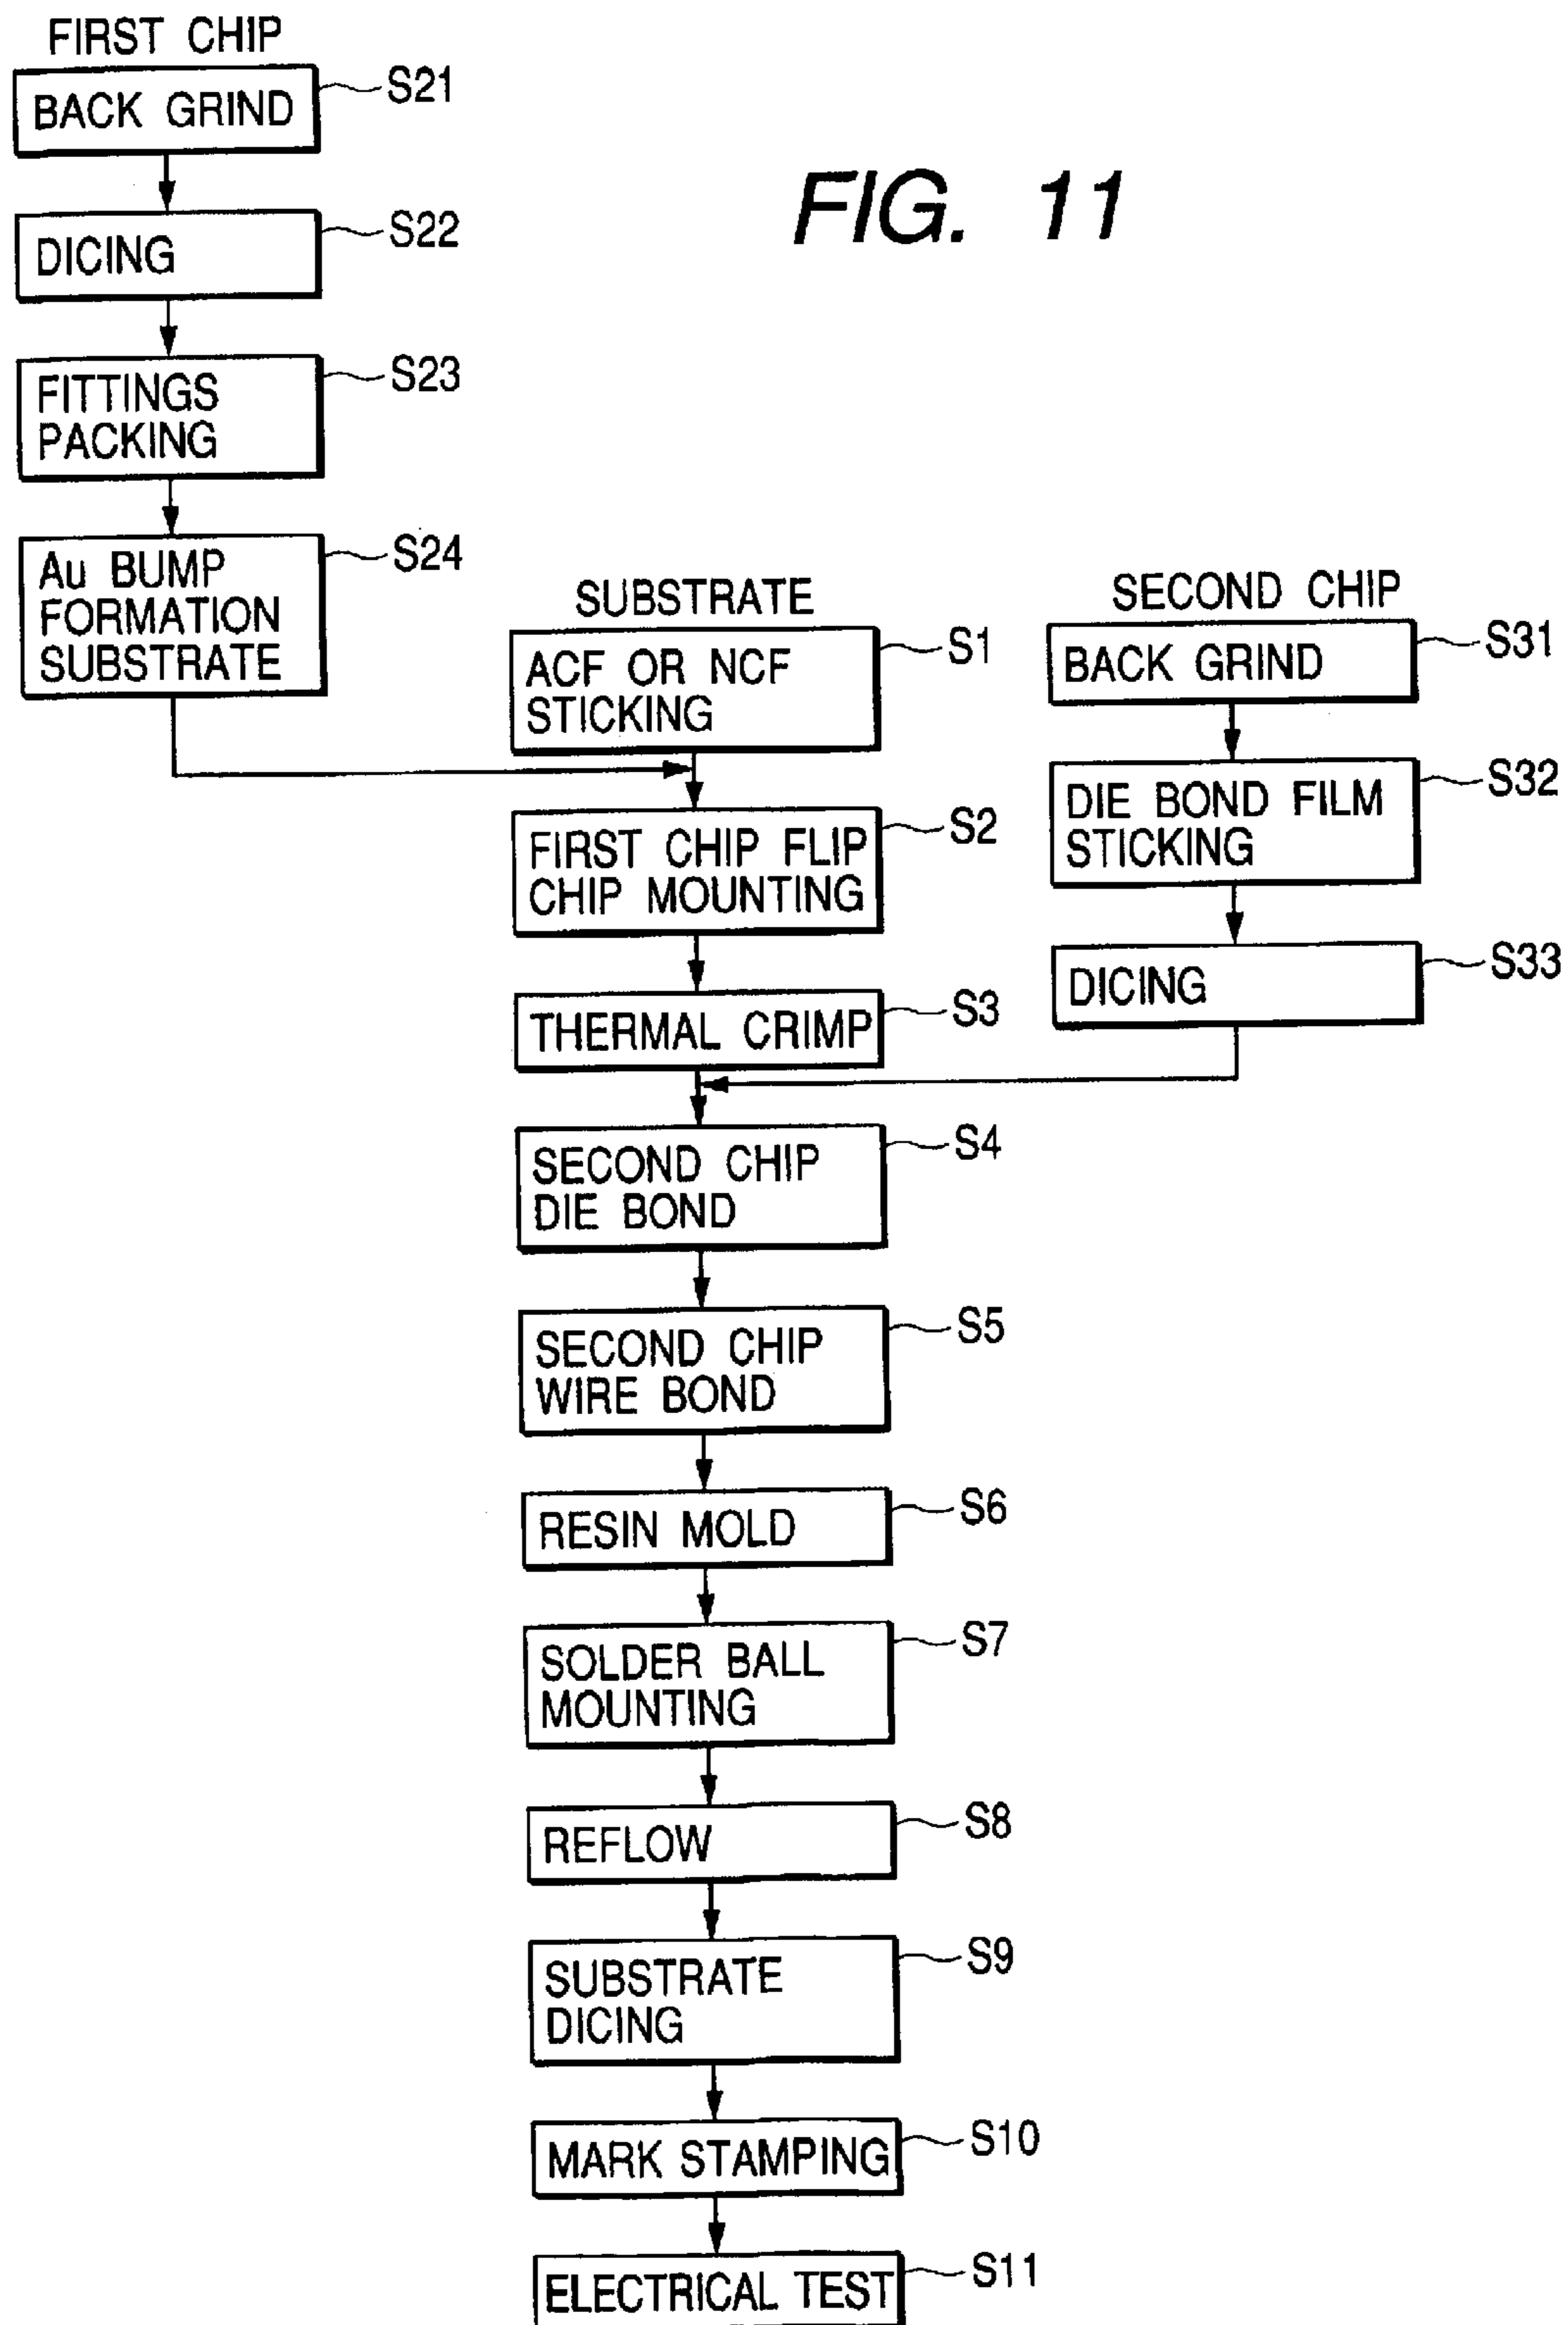 FIG. 11
FIRST CHIP
BACK GRIND
S21
DICING
S22
FITTINGS
PACKING
S23
Au BUMP
FORMATION
SUBSTRATE
S24
SUBSTRATE
ACF OR NCF
STICKING
S1
FIRST CHIP FLIP
CHIP MOUNTING
S2
THERMAL CRIMP
S3
SECOND CHIP
BACK GRIND
S31
DIE BOND FILM
STICKING
S32
DICING
S33
SECOND CHIP
DIE BOND
S4
SECOND CHIP
WIRE BOND
S5
RESIN MOLD
S6
SOLDER BALL
MOUNTING
S7
REFLOW
S8
SUBSTRATE
DICING
S9
MARK STAMPING
S10
ELECTRICAL TEST
S11